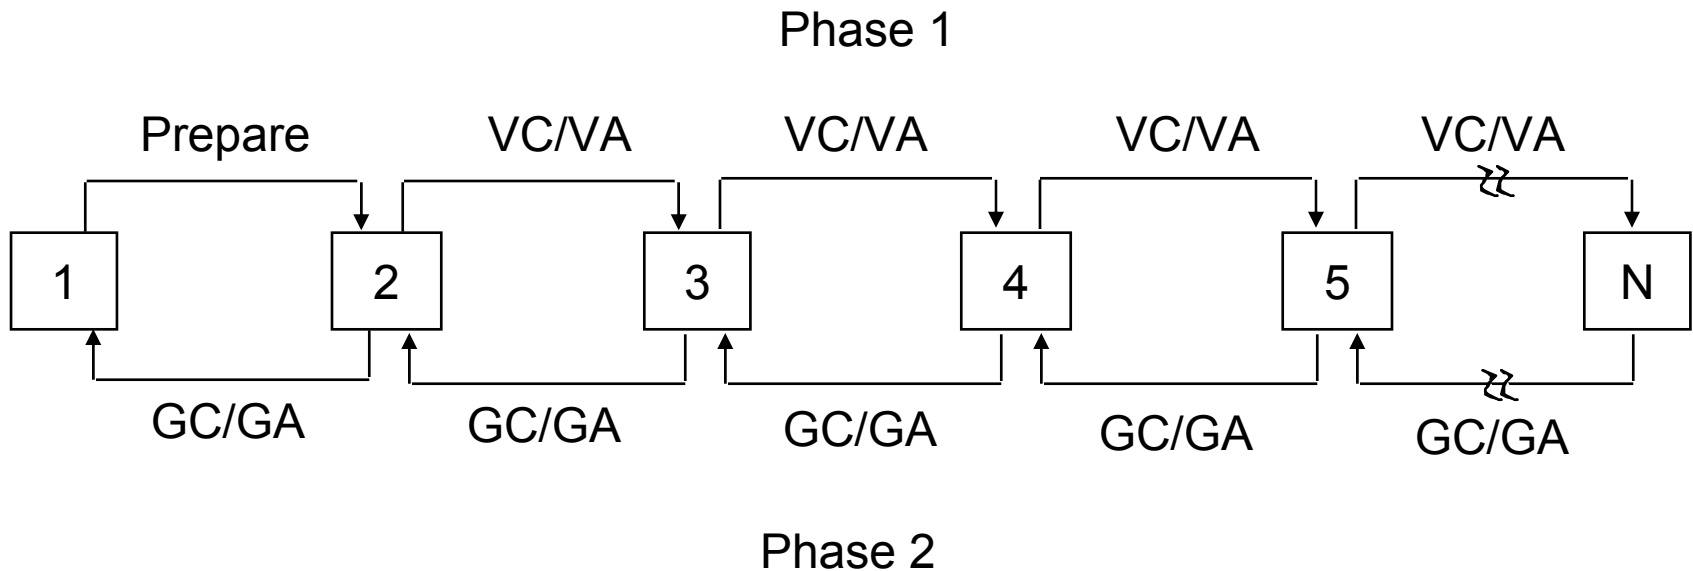 Phase 1
Prepare VC/VA VC/VA VC/VA VC/VA
1 2 3 4 5 N
GC/GA GC/GA GC/GA GC/GA GC/GA
Phase 2